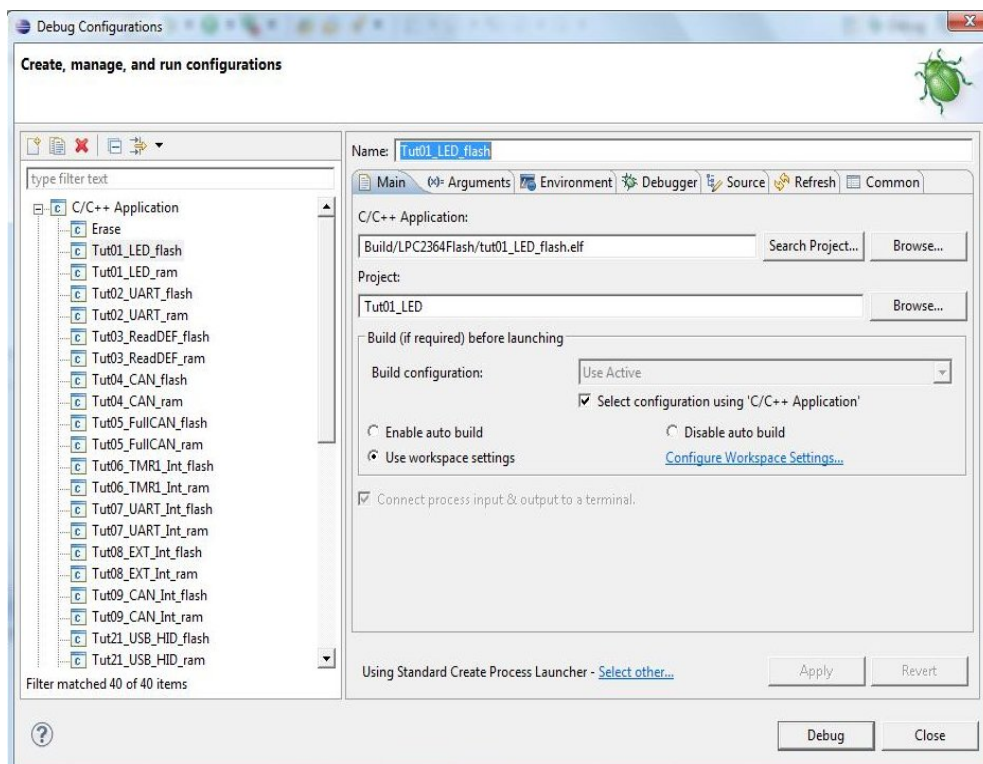 Debug Configurations
Create, manage, and run configurations
type filter text
C/C++ Application
Erase
Tut01_LED_flash
Tut01_LED_ram
Tut02_UART_flash
Tut02_UART_ram
Tut03_ReadDEF_flash
Tut03_ReadDEF_ram
Tut04_CAN_flash
Tut04_CAN_ram
Tut05_FullCAN_flash
Tut05_FullCAN_ram
Tut06_TMR1_Int_flash
Tut06_TMR1_Int_ram
Tut07_UART_Int_flash
Tut07_UART_Int_ram
Tut08_EXT_Int_flash
Tut08_EXT_Int_ram
Tut09_CAN_Int_flash
Tut09_CAN_Int_ram
Tut21_USB_HID_flash
Tut21_USB_HID_ram
Filter matched 40 of 40 items
Name: Tut01_LED_flash
Main (x)= Arguments Environment Debugger Source Refresh Common
C/C++ Application:
Build/LPC2364Flash/tut01_LED_flash.elf Search Project... Browse...
Project:
Tut01_LED Browse...
Build (if required) before launching
Build configuration: Use Active
Select configuration using 'C/C++ Application'
Enable auto build Disable auto build
Use workspace settings Configure Workspace Settings...
Connect process input & output to a terminal.
Using Standard Create Process Launcher - Select other... Apply Revert
Debug Close